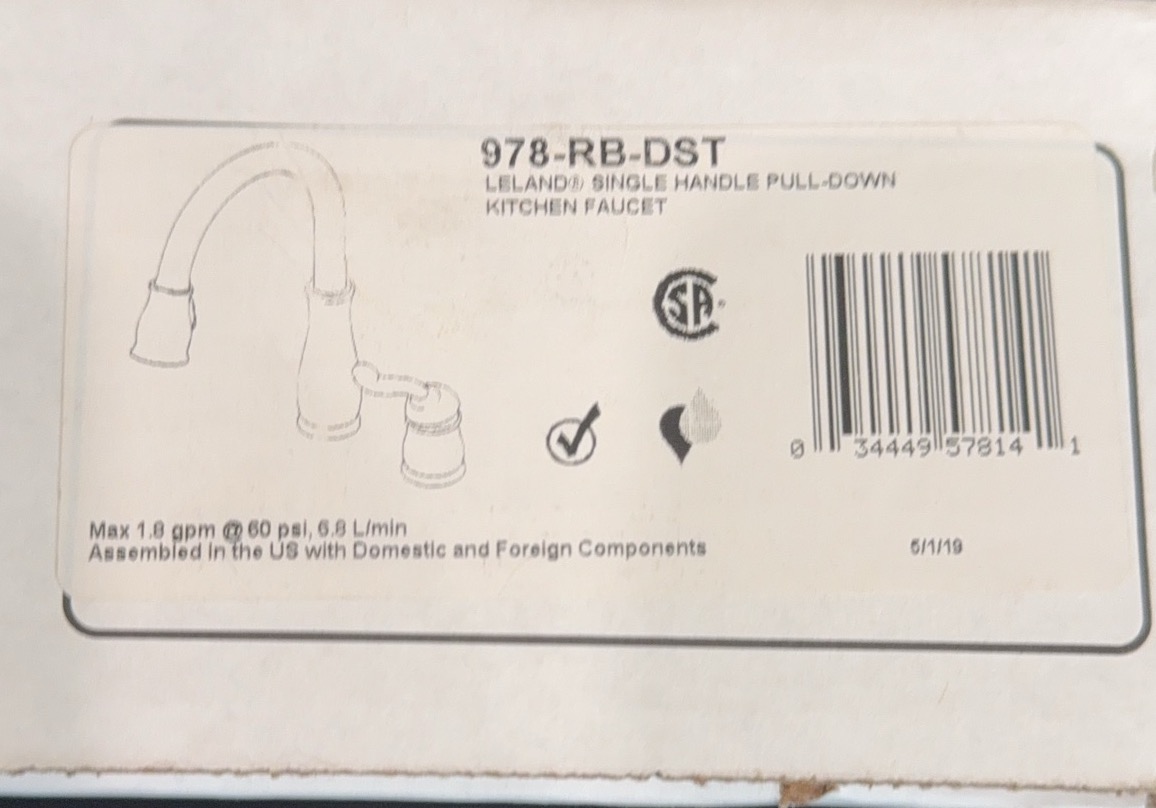 978-RB-DST
LELAND® SINGLE HANDLE PULL-DOWN
KITCHEN FAUCET
SA
0 34449 57814 1
Max 1.8 gpm @ 60 psi, 6.8 L/min
Assembled in the US with Domestic and Foreign Components
5/1/19